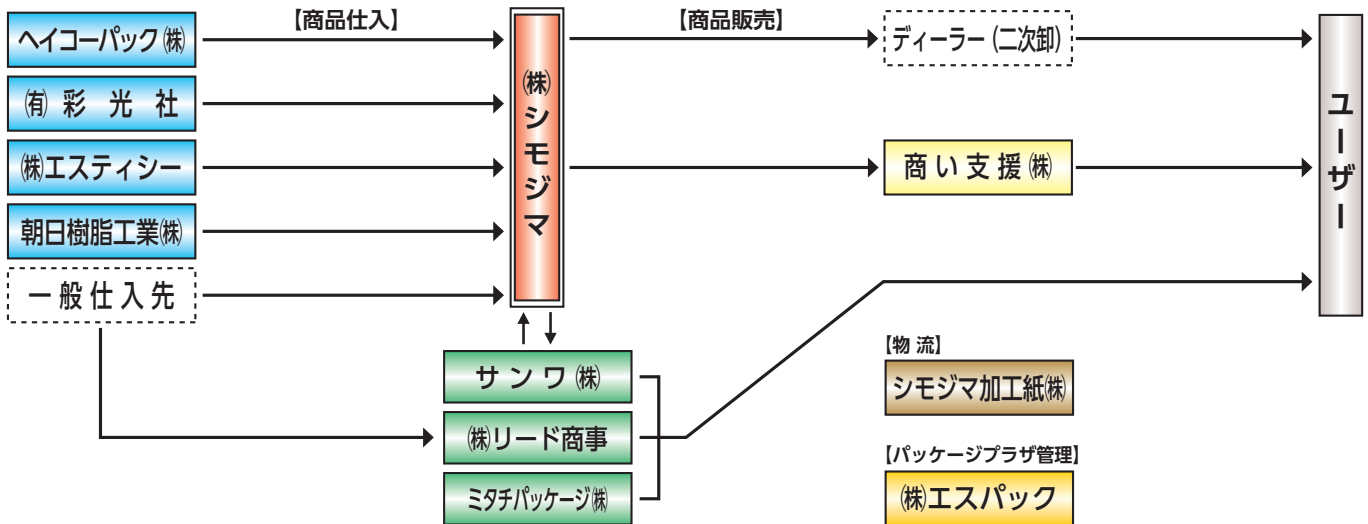 【商品仕入】
【商品販売】
ヘイコーパック㈱
㈲ 彩光社
㈱エスティシー
朝日樹脂工業㈱
一般仕入先
㈱シモジマ
ディーラー(二次卸)
商い支援㈱
ユーザー
サンワ㈱
㈱リード商事
ミタチパッケージ㈱
【物 流】
シモジマ加工紙㈱
【パッケージプラザ管理】
㈱エスパック